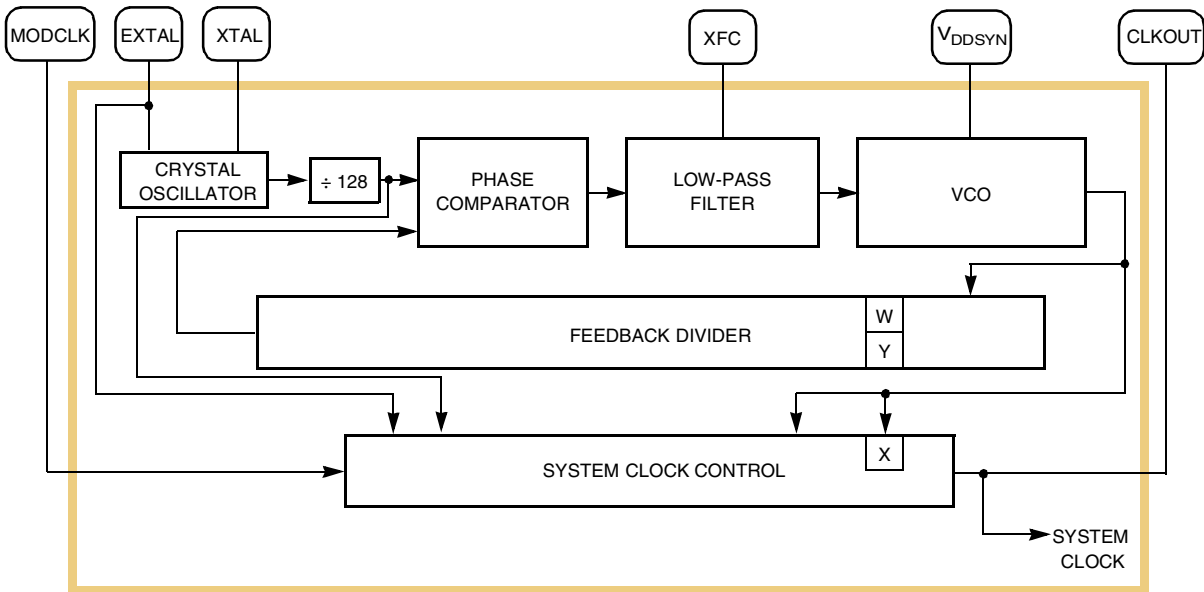 MODCLK
EXTAL
XTAL
XFC
VDDSYN
CLKOUT
CRYSTAL
OSCILLATOR
÷ 128
PHASE
COMPARATOR
LOW-PASS
FILTER
VCO
FEEDBACK DIVIDER
W
Y
SYSTEM CLOCK CONTROL
X
SYSTEM
CLOCK